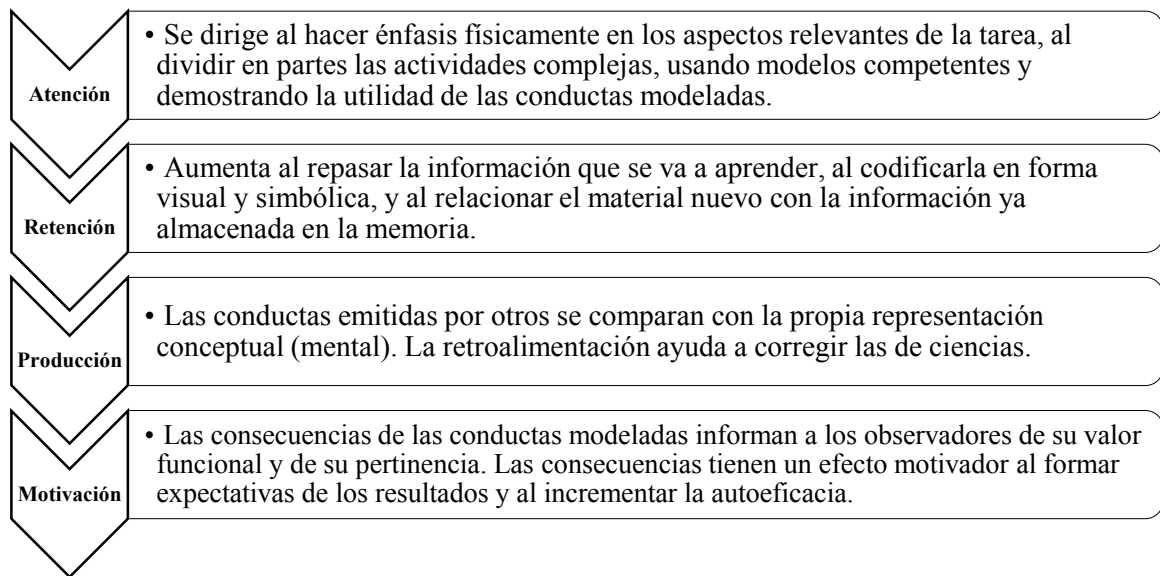 Atención
• Se dirige al hacer énfasis físicamente en los aspectos relevantes de la tarea, al
dividir en partes las actividades complejas, usando modelos competentes y
demostrando la utilidad de las conductas modeladas.
Retención
• Aumenta al repasar la información que se va a aprender, al codificarla en forma
visual y simbólica, y al relacionar el material nuevo con la información ya
almacenada en la memoria.
Producción
• Las conductas emitidas por otros se comparan con la propia representación
conceptual (mental). La retroalimentación ayuda a corregir las de ciencias.
Motivación
• Las consecuencias de las conductas modeladas informan a los observadores de su valor
funcional y de su pertinencia. Las consecuencias tienen un efecto motivador al formar
expectativas de los resultados y al incrementar la autoeficacia.